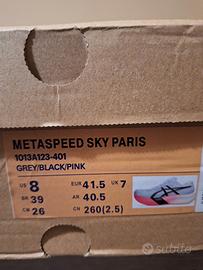 METASPEED SKY PARIS
1013A123-401
GREY/BLACK/PINK
US 8 EUR 41.5 UK 7
BR 39 AR 40.5
CM 26 CN 260(2.5)
subito